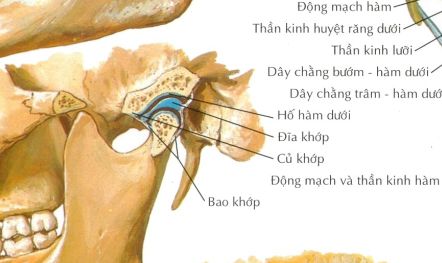 Động mạch hàm
Thần kinh huyệt răng dưới
Thần kinh lưỡi
Dây chằng bướm - hàm dưới
Dây chằng trâm - hàm dướ
Hố hàm dưới
Đĩa khớp
Củ khớp
Động mạch và thần kinh hàm
Bao khớp